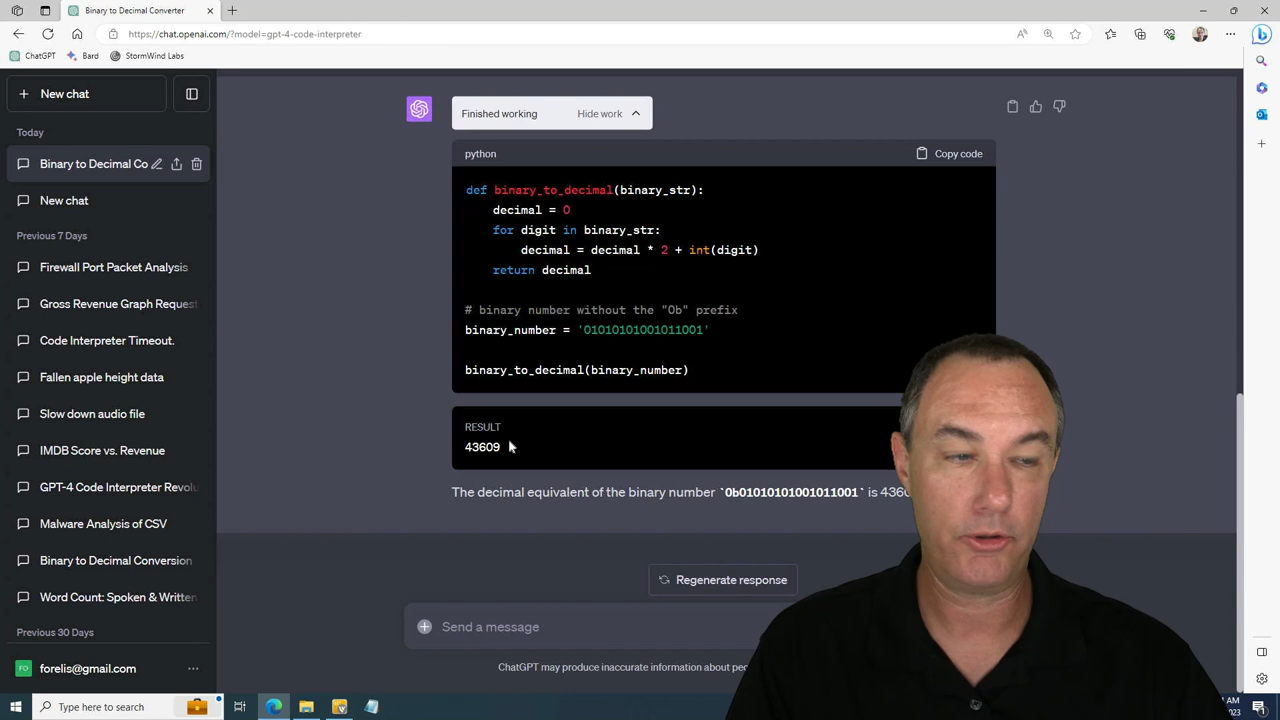 Binary to Decimal Converter
https://chat.openai.com/?model=gpt-4-code-interpreter
ChatGPT Bard StormWind Labs
New chat
Today
Binary to Decimal Co
New chat
Previous 7 Days
Firewall Port Packet Analysis
Gross Revenue Graph Request
Code Interpreter Timeout.
Fallen apple height data
Slow down audio file
IMDB Score vs. Revenue
GPT-4 Code Interpreter Revolu
Malware Analysis of CSV
Binary to Decimal Conversion
Word Count: Spoken & Written
Previous 30 Days
FO forelis@gmail.com
Finished working Hide work
python Copy code
def binary_to_decimal(binary_str):
decimal = 0
for digit in binary_str:
decimal = decimal * 2 + int(digit)
return decimal
# binary number without the "0b" prefix
binary_number = '01010101001011001'
binary_to_decimal(binary_number)
RESULT
43609
The decimal equivalent of the binary number `0b01010101001011001` is 436
Regenerate response
Send a message
ChatGPT may produce inaccurate information about
Type here to search
AM